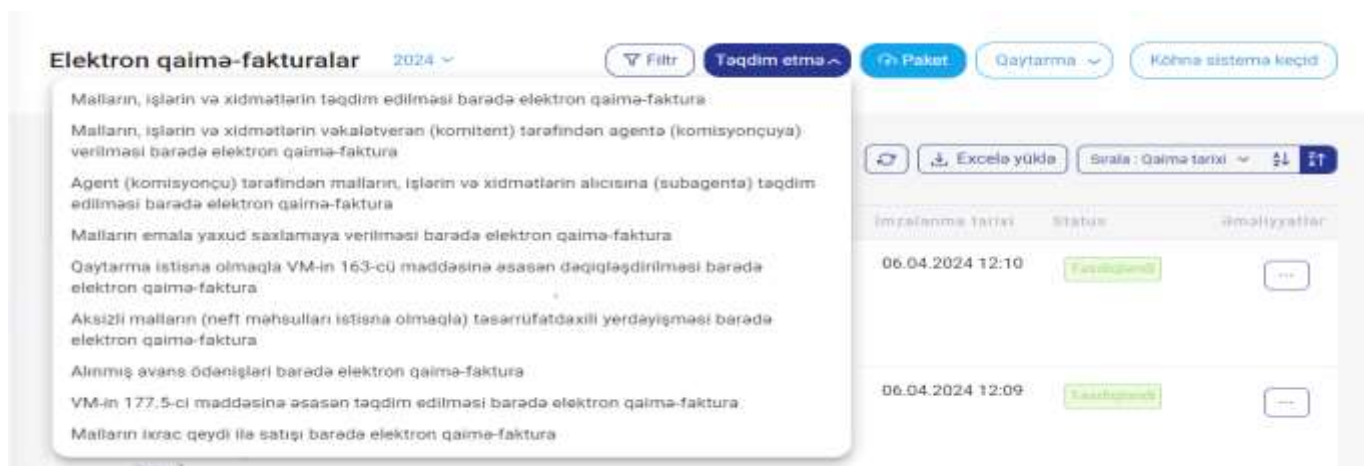 Elektron qaimə-fakturalar 2024 Filtr Təqdim etmə Paket Qaytarma Köhnə sistemə keçid
Malların, işlərin və xidmətlərin təqdim edilməsi barədə elektron qaimə-faktura
Malların, işlərin və xidmətlərin vəkalətverən (komitent) tərəfindən agentə (komisyonçuya)
verilməsi barədə elektron qaimə-faktura
Agent (komisyonçu) tərəfindən malların, işlərin və xidmətlərin alıcısına (subagentə) təqdim
edilməsi barədə elektron qaimə-faktura
Malların emala yaxud saxlamaya verilməsi barədə elektron qaimə-faktura
Qaytarma istisna olmaqla VM-in 163-cü maddəsinə əsasən dəqiqləşdirilməsi barədə
elektron qaimə-faktura
Aksizli malların (neft məhsulları istisna olmaqla) təsərrüfatdaxili yerdəyişməsi barədə
elektron qaimə-faktura
Alınmış avans ödənişləri barədə elektron qaimə-faktura
VM-in 177.5-ci maddəsinə əsasən təqdim edilməsi barədə elektron qaimə-faktura
Malların ixrac qeydi ilə satışı barədə elektron qaimə-faktura
Excelə yüklə Sırala : Qaimə tarixi
İmzalanma tarixi Status Əməliyyatlar
06.04.2024 12:10 Təsdiqləndi
06.04.2024 12:09 Təsdiqləndi